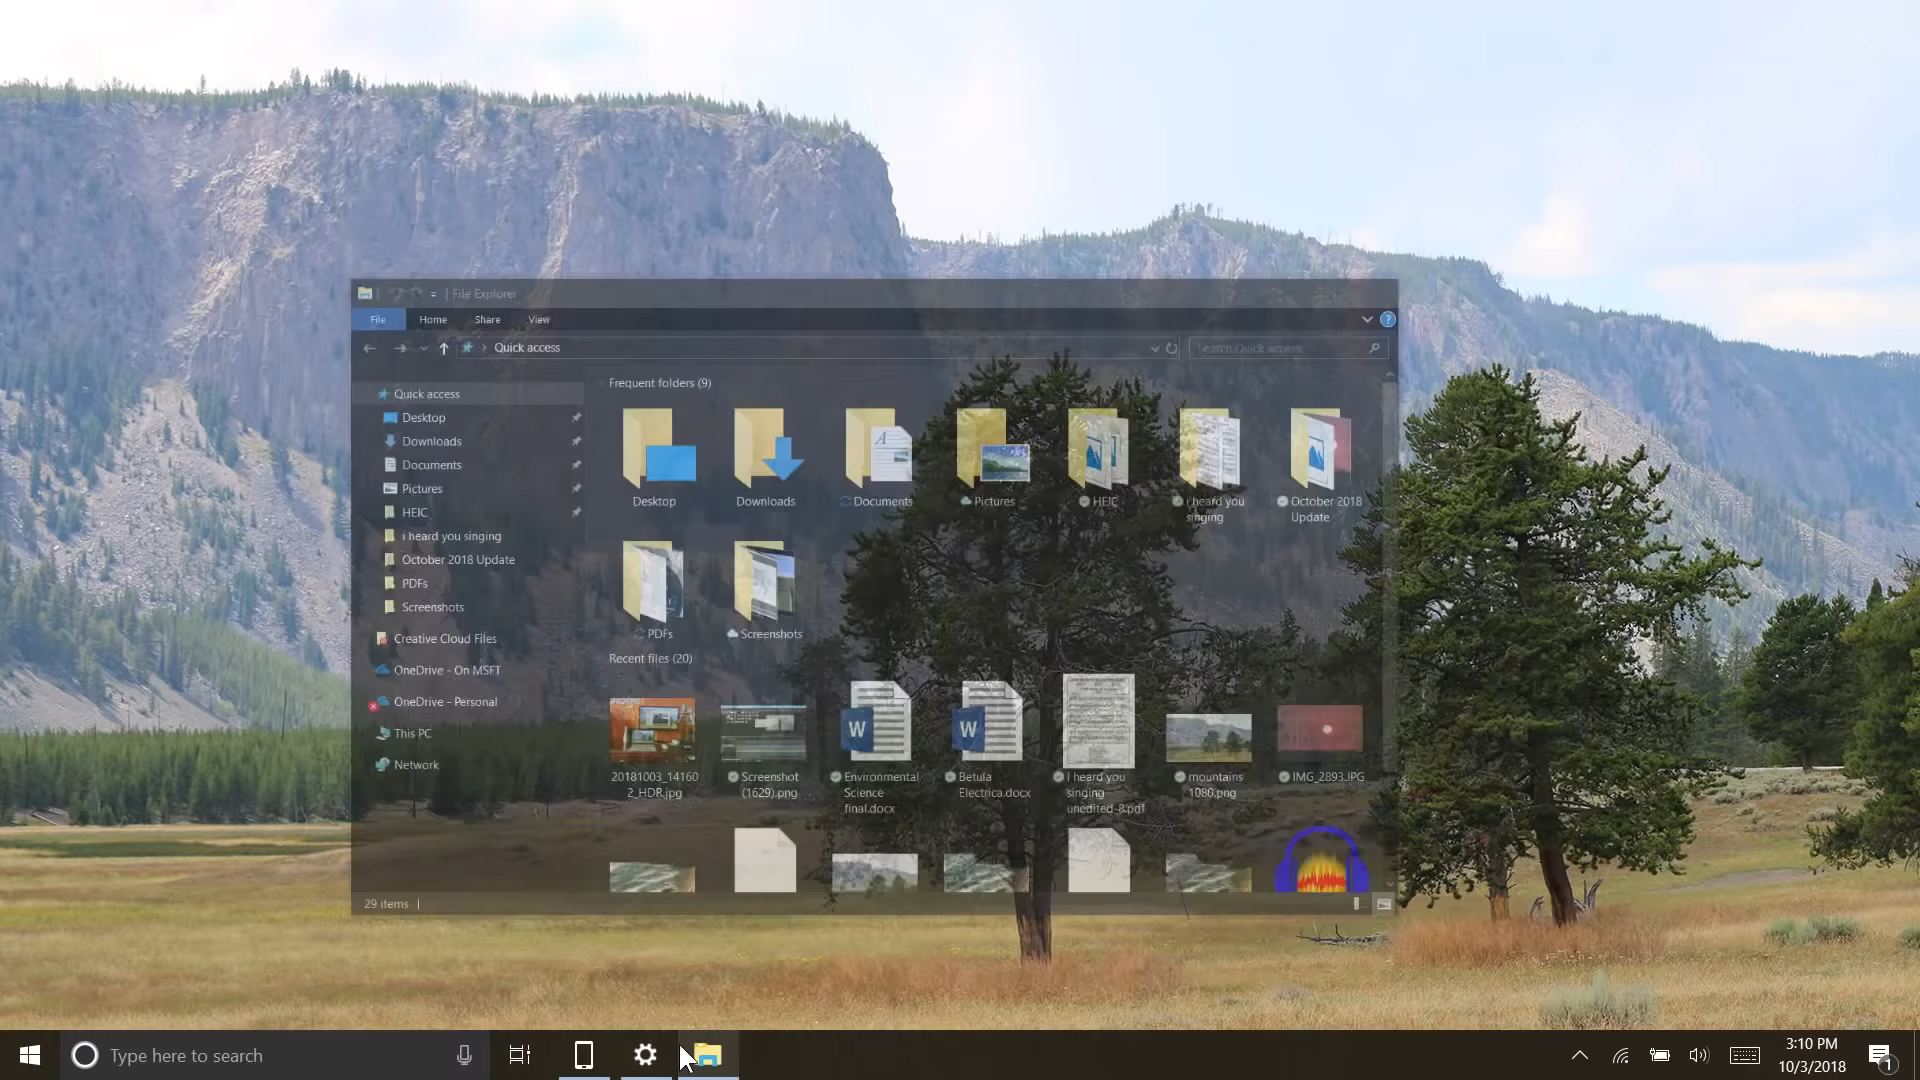 File Explorer
File Home Share View
Quick access
Search Quick access
Quick access
Desktop
Downloads
Documents
Pictures
HEIC
i heard you singing
October 2018 Update
PDFs
Screenshots
Creative Cloud Files
OneDrive - On MSFT
OneDrive - Personal
This PC
Network
Frequent folders (9)
Desktop
Downloads
Documents
Pictures
HEIC
i heard you
singing
October 2018
Update
PDFs
Screenshots
Recent files (20)
20181003_14160
2_HDR.jpg
Screenshot
(1629).png
Environmental
Science
final.docx
Betula
Electrica.docx
I heard you
singing
unedited-8.pdf
mountains
1080.png
IMG_2893.JPG
29 items
Type here to search
3:10 PM
10/3/2018
1